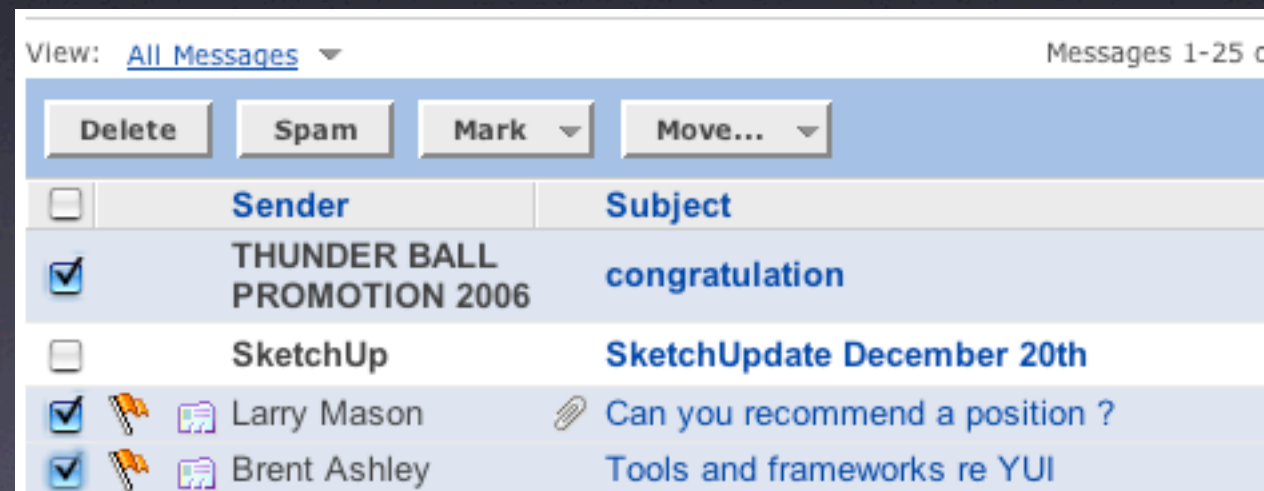 View: All Messages Messages 1-25
Delete Spam Mark Move...
Sender Subject
THUNDER BALL
PROMOTION 2006 congratulation
SketchUp SketchUpdate December 20th
Larry Mason Can you recommend a position ?
Brent Ashley Tools and frameworks re YUI